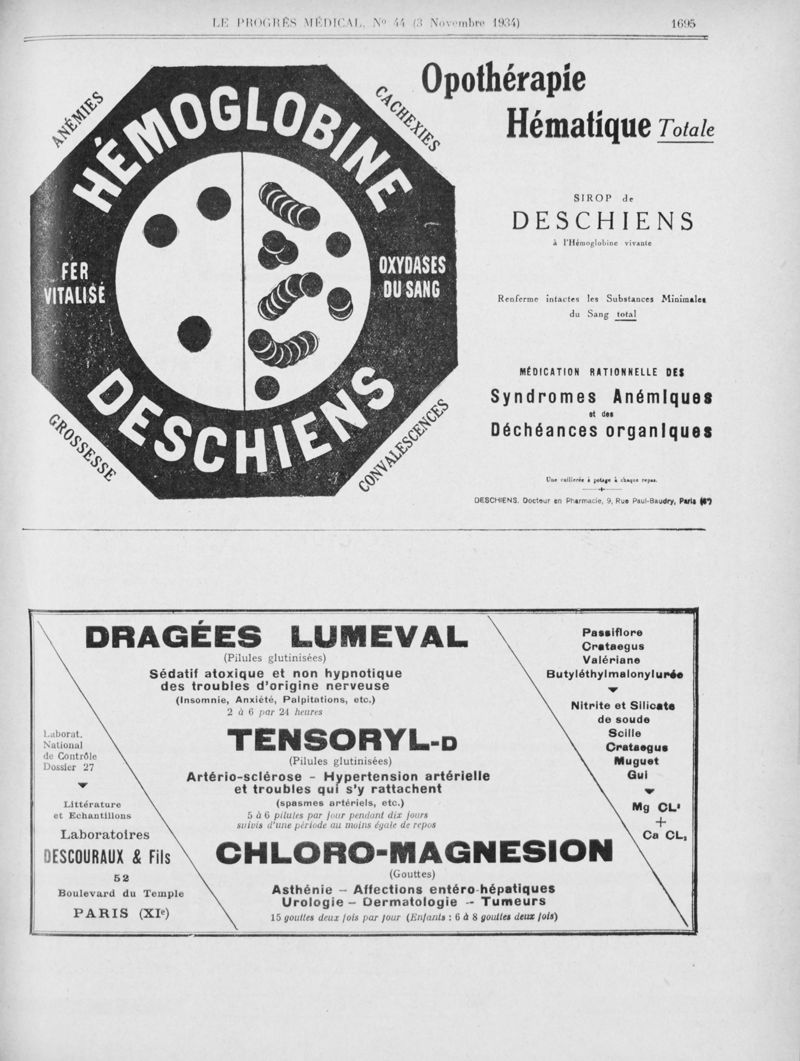 LE PROGRÈS MÉDICAL, Nº 44 (3 Novembre 1934)
1695
ANÉMIES
CACHEXIES
HÉMOGLOBINE
FER
VITALISÉ
OXYDASES
DU SANG
DESCHIENS
GROSSESSE
CONVALESCENCES
Opothérapie
Hématique Totale
SIROP de
DESCHIENS
à l'Hémoglobine vivante
Renferme intactes les Substances Minimales
du Sang total
MÉDICATION RATIONNELLE DES
Syndromes Anémiques
et des
Déchéances organiques
Une cuillerée à potage à chaque repas.
DESCHIENS, Docteur en Pharmacie, 9, Rue Paul-Baudry, Paris (8ᵉ)
DRAGÉES LUMEVAL
(Pilules glutinisées)
Sédatif atoxique et non hypnotique
des troubles d'origine nerveuse
(Insomnie, Anxiété, Palpitations, etc.)
2 à 6 par 24 heures
Passiflore
Crataegus
Valériane
Butyléthylmalonylurée
Laborat.
National
de Contrôle
Dossier 27
TENSORYL-D
(Pilules glutinisées)
Artério-sclérose - Hypertension artérielle
et troubles qui s'y rattachent
(spasmes artériels, etc.)
5 à 6 pilules par jour pendant dix jours
suivis d'une période au moins égale de repos
Nitrite et Silicate
de soude
Scille
Crataegus
Muguet
Gui
Littérature
et Echantillons
Laboratoires
DESCOURAUX & Fils
52
Boulevard du Temple
PARIS (XIᵉ)
CHLORO-MAGNESION
(Gouttes)
Asthénie - Affections entéro-hépatiques
Urologie - Dermatologie - Tumeurs
15 gouttes deux fois par jour (Enfants : 6 à 8 gouttes deux fois)
Mg CL²
+
Ca CL₂